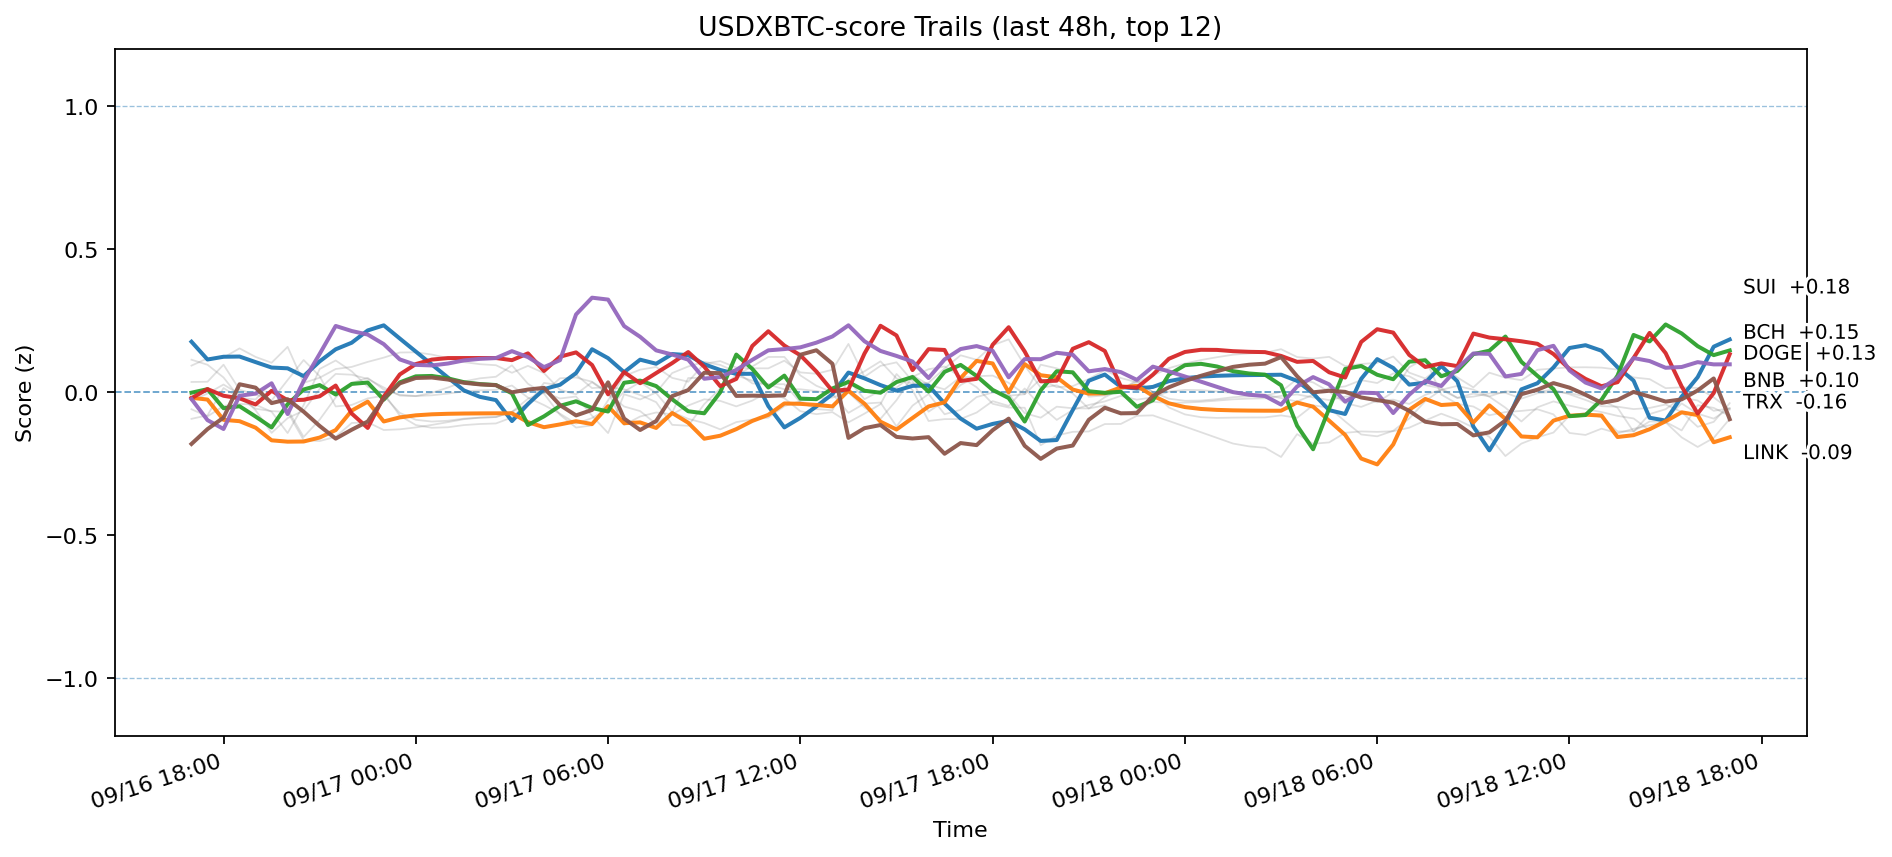 USDXBTC-score Trails (last 48h, top 12)
Score (z)
1.0
0.5
0.0
−0.5
−1.0
SUI +0.18
BCH +0.15
DOGE +0.13
BNB +0.10
TRX -0.16
LINK -0.09
09/16 18:00
09/17 00:00
09/17 06:00
09/17 12:00
09/17 18:00
09/18 00:00
09/18 06:00
09/18 12:00
09/18 18:00
Time